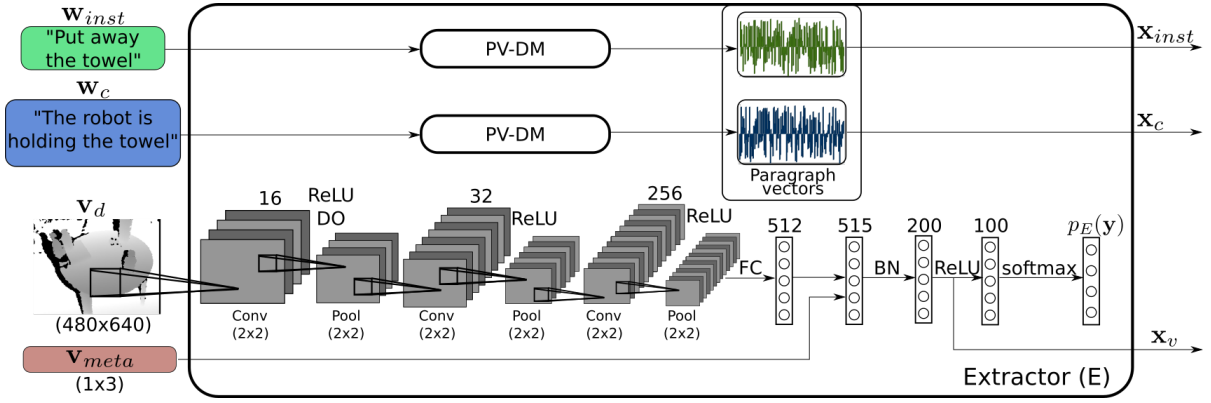 w_inst
"Put away
the towel"
PV-DM
x_inst
w_c
"The robot is
holding the towel"
PV-DM
x_c
Paragraph
vectors
v_d
(480x640)
16
ReLU
DO
32
ReLU
256
ReLU
Conv
(2x2)
Pool
(2x2)
Conv
(2x2)
Pool
(2x2)
Conv
(2x2)
Pool
(2x2)
FC
512
515
BN
200
ReLU
100
softmax
p_E(y)
v_meta
(1x3)
x_v
Extractor (E)